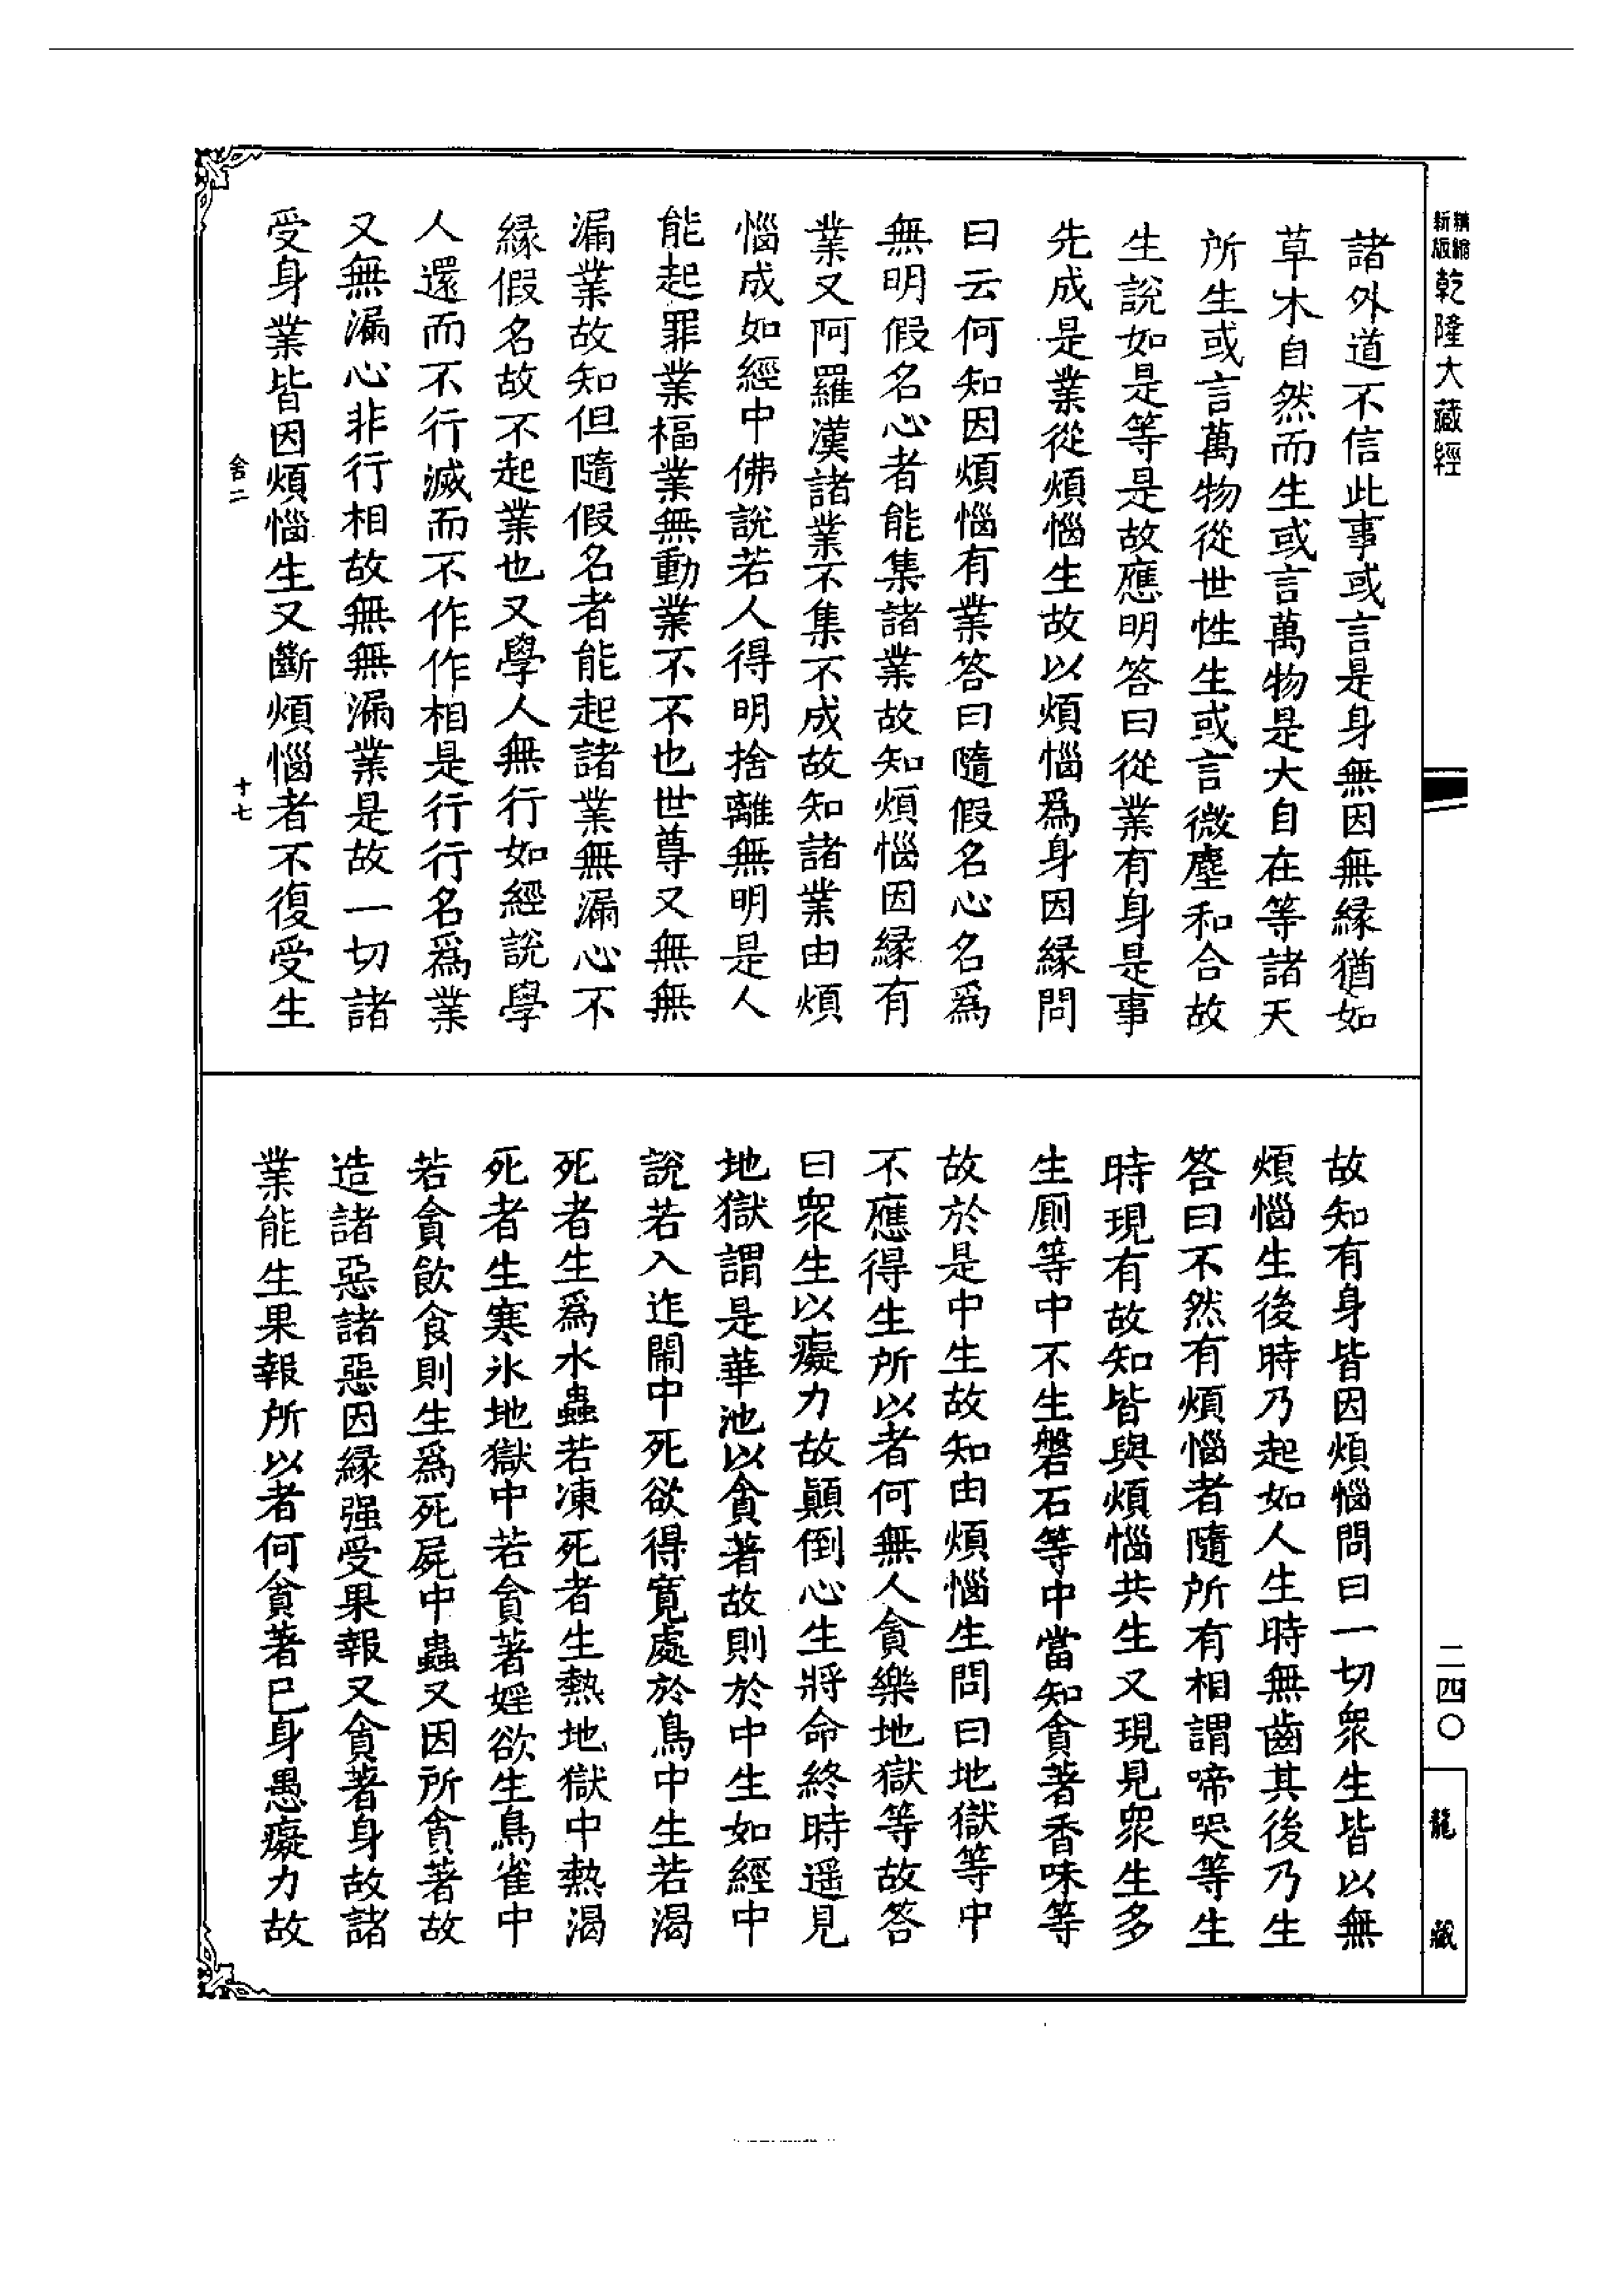 新版
精縮
乾隆大藏經
二四〇
龍藏
諸外道不信此事或言是身無因無緣猶如
草木自然而生或言萬物是大自在等諸天
所生或言萬物從世性生或言微塵和合故
生說如是等是故應明答曰從業有身是事
先成是業從煩惱生故以煩惱爲身因緣問
曰云何知因煩惱有業答曰隨假名心名爲
無明假名心者能集諸業故知煩惱因緣有
業又阿羅漢諸業不集不成故知諸業由煩
惱成如經中佛說若人得明捨離無明是人
能起罪業福業無動業不不也世尊又無無
漏業故知但隨假名者能起諸業無漏心不
緣假名故不起業也又學人無行如經說學
人還而不行滅而不作作相是行行名爲業
又無漏心非行相故無無漏業是故一切諸
受身業皆因煩惱生又斷煩惱者不復受生
舍二
十七
故知有身皆因煩惱問曰一切衆生皆以無
煩惱生後時乃起如人生時無齒其後乃生
答曰不然有煩惱者隨所有相謂啼哭等生
時現有故知皆與煩惱共生又現見衆生多
生厠等中不生磐石等中當知貪著香味等
故於是中生故知由煩惱生問曰地獄等中
不應得生所以者何無人貪樂地獄等故答
曰衆生以癡力故顚倒心生將命終時遥見
地獄謂是華池以貪著故則於中生如經中
說若入迮鬧中死欲得寬處於鳥中生若渴
死者生爲水蟲若凍死者生熱地獄中熱渴
死者生寒氷地獄中若貪著婬欲生鳥雀中
若貪飲食則生爲死屍中蟲又因所貪著故
造諸惡諸惡因緣强受果報又貪著身故諸
業能生果報所以者何貪著巳身愚癡力故